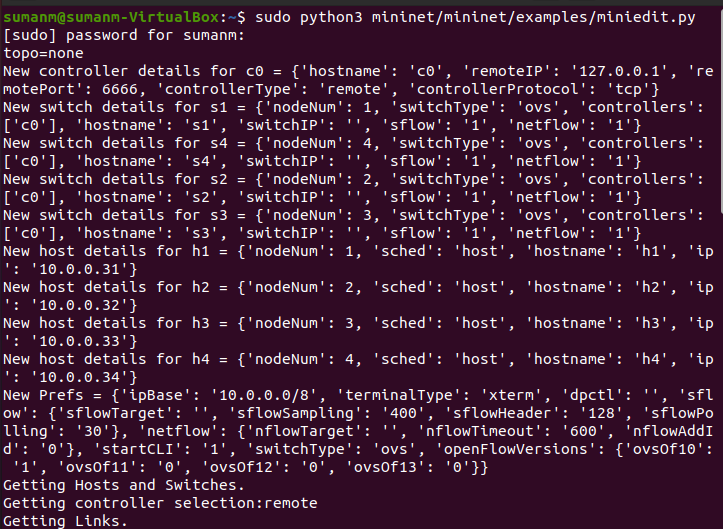 sumanm@sumanm-VirtualBox:~$ sudo python3 mininet/mininet/examples/miniedit.py
[sudo] password for sumanm:
topo=none
New controller details for c0 = {'hostname': 'c0', 'remoteIP': '127.0.0.1', 're
motePort': 6666, 'controllerType': 'remote', 'controllerProtocol': 'tcp'}
New switch details for s1 = {'nodeNum': 1, 'switchType': 'ovs', 'controllers':
['c0'], 'hostname': 's1', 'switchIP': '', 'sflow': '1', 'netflow': '1'}
New switch details for s4 = {'nodeNum': 4, 'switchType': 'ovs', 'controllers':
['c0'], 'hostname': 's4', 'switchIP': '', 'sflow': '1', 'netflow': '1'}
New switch details for s2 = {'nodeNum': 2, 'switchType': 'ovs', 'controllers':
['c0'], 'hostname': 's2', 'switchIP': '', 'sflow': '1', 'netflow': '1'}
New switch details for s3 = {'nodeNum': 3, 'switchType': 'ovs', 'controllers':
['c0'], 'hostname': 's3', 'switchIP': '', 'sflow': '1', 'netflow': '1'}
New host details for h1 = {'nodeNum': 1, 'sched': 'host', 'hostname': 'h1', 'ip
': '10.0.0.31'}
New host details for h2 = {'nodeNum': 2, 'sched': 'host', 'hostname': 'h2', 'ip
': '10.0.0.32'}
New host details for h3 = {'nodeNum': 3, 'sched': 'host', 'hostname': 'h3', 'ip
': '10.0.0.33'}
New host details for h4 = {'nodeNum': 4, 'sched': 'host', 'hostname': 'h4', 'ip
': '10.0.0.34'}
New Prefs = {'ipBase': '10.0.0.0/8', 'terminalType': 'xterm', 'dpctl': '', 'sfl
ow': {'sflowTarget': '', 'sflowSampling': '400', 'sflowHeader': '128', 'sflowPo
lling': '30'}, 'netflow': {'nflowTarget': '', 'nflowTimeout': '600', 'nflowAddI
d': '0'}, 'startCLI': '1', 'switchType': 'ovs', 'openFlowVersions': {'ovsOf10':
 '1', 'ovsOf11': '0', 'ovsOf12': '0', 'ovsOf13': '0'}}
Getting Hosts and Switches.
Getting controller selection:remote
Getting Links.